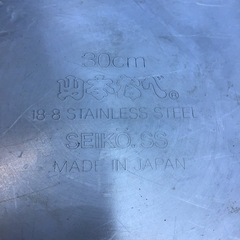 30cm
18-8 STAINLESS STEEL
SEIKO.SS
MADE IN JAPAN